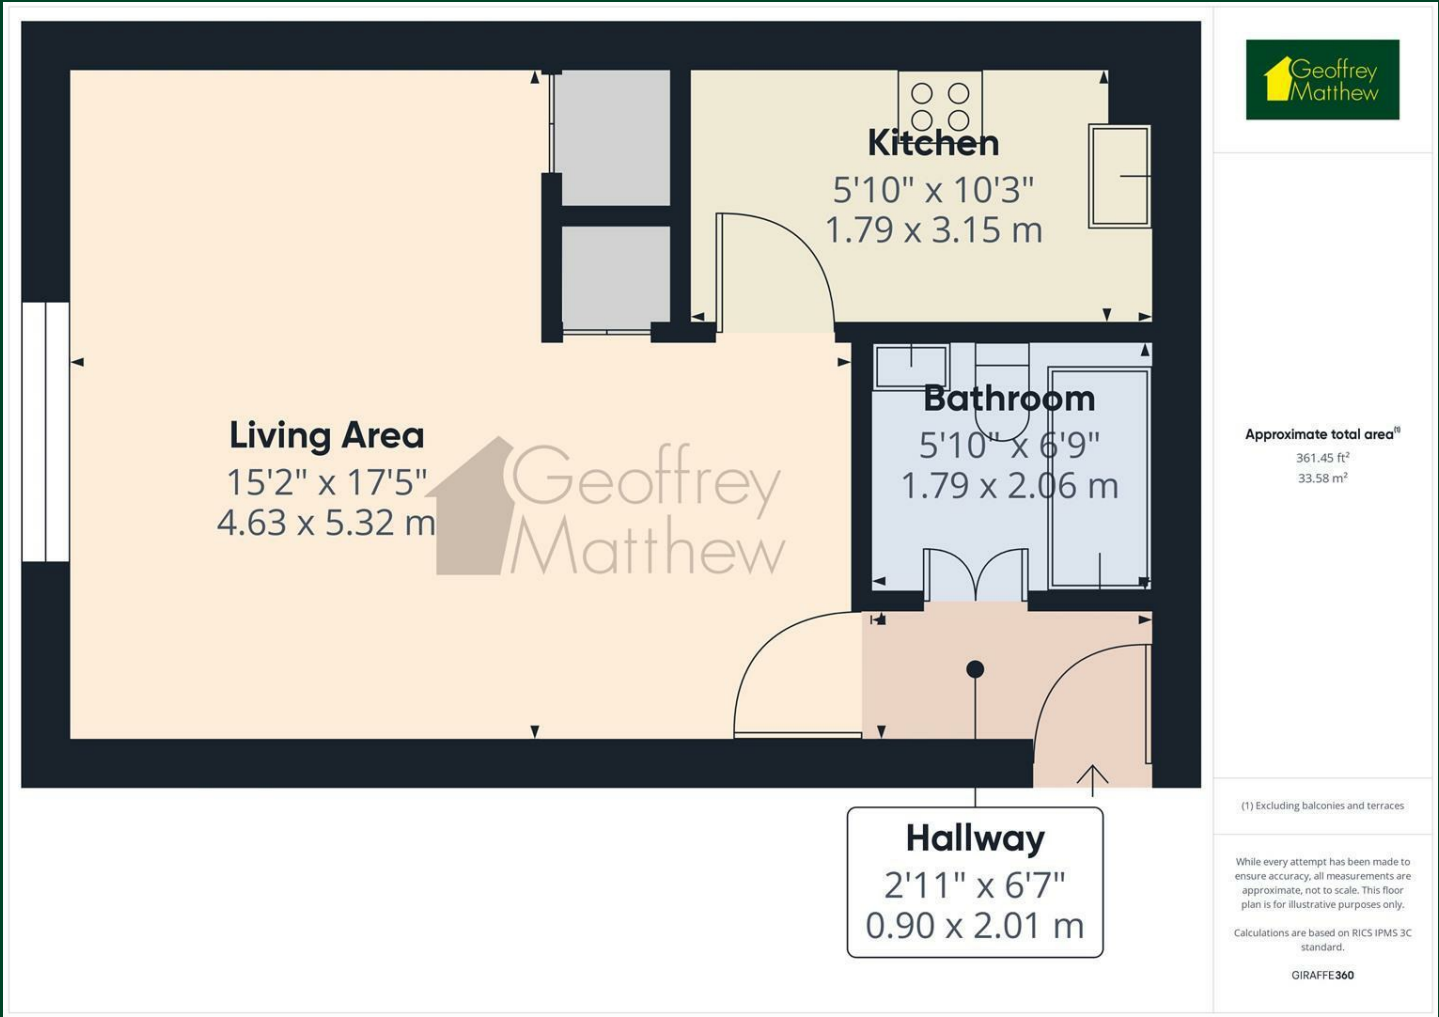 Geoffrey
Matthew
Kitchen
5'10" x 10'3"
1.79 x 3.15 m
Living Area
15'2" x 17'5"
4.63 x 5.32 m
Geoffrey
Matthew
Bathroom
5'10" x 6'9"
1.79 x 2.06 m
Hallway
2'11" x 6'7"
0.90 x 2.01 m
Approximate total area(1)
361.45 ft²
33.58 m²
(1) Excluding balconies and terraces
While every attempt has been made to
ensure accuracy, all measurements are
approximate, not to scale. This floor
plan is for illustrative purposes only.
Calculations are based on RICS IPMS 3C
standard.
GIRAFFE360